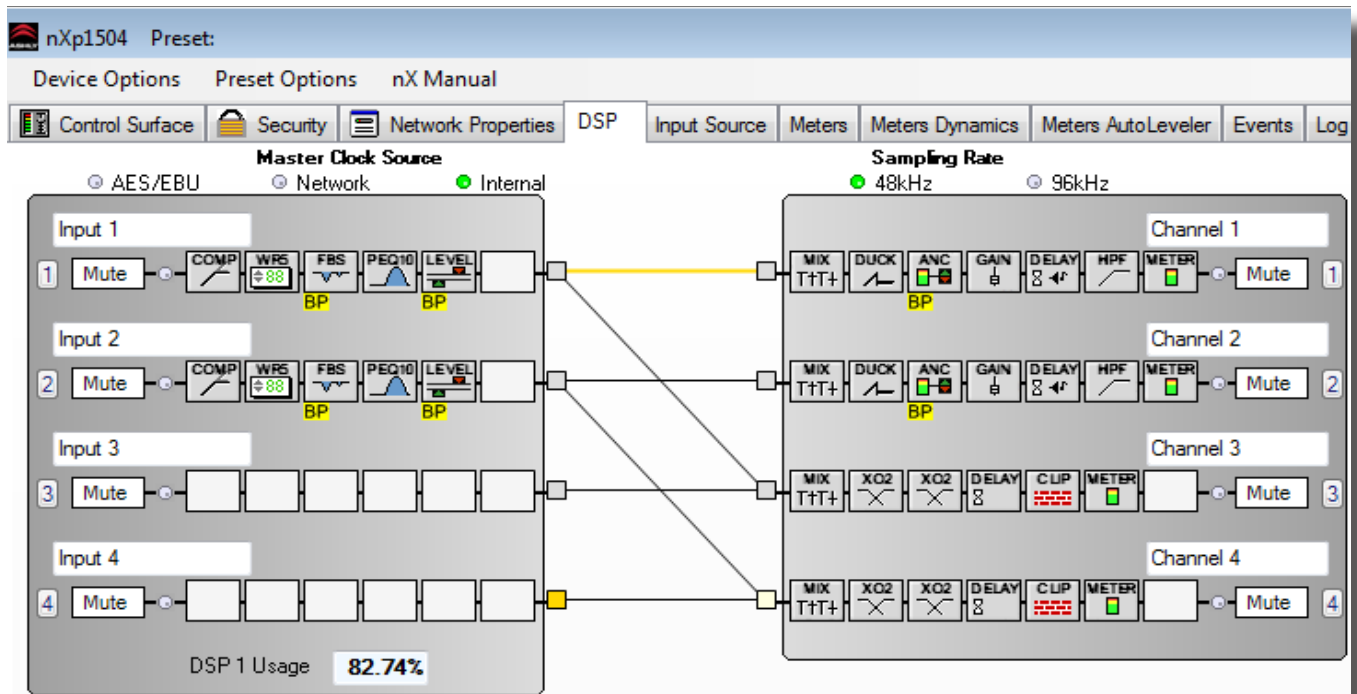 nXp1504 Preset:
Device Options Preset Options nX Manual
Control Surface Security Network Properties DSP Input Source Meters Meters Dynamics Meters AutoLeveler Events Log
Master Clock Source Sampling Rate
AES/EBU Network Internal 48kHz 96kHz
Input 1 Channel 1
1 Mute COMP WR5 88 FBS PEQ10 LEVEL MIX DUCK ANC GAIN DELAY HPF METER Mute 1
BP BP BP
Input 2 Channel 2
2 Mute COMP WR5 88 FBS PEQ10 LEVEL MIX DUCK ANC GAIN DELAY HPF METER Mute 2
BP BP BP
Input 3 Channel 3
3 Mute MIX XO2 XO2 DELAY CLIP METER Mute 3
Input 4 Channel 4
4 Mute MIX XO2 XO2 DELAY CLIP METER Mute 4
DSP 1 Usage 82.74%